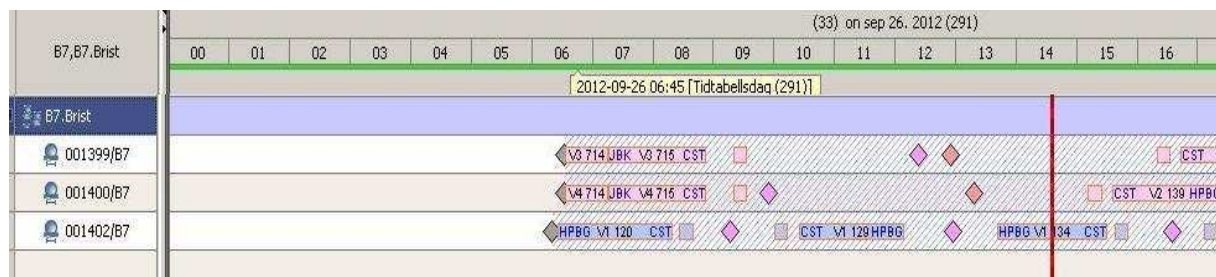 (33) on sep 26. 2012 (291)
B7,B7.Brist
00 01 02 03 04 05 06 07 08 09 10 11 12 13 14 15 16
2012-09-26 06:45 [Tidtabellsdag (291)]
B7.Brist
001399/B7 V3 714 JBK V3 715 CST CST
001400/B7 V4 714 JBK V4 715 CST CST V2 139 HPBG
001402/B7 HPBG V1 120 CST CST V1 129 HPBG HPBG V1 134 CST